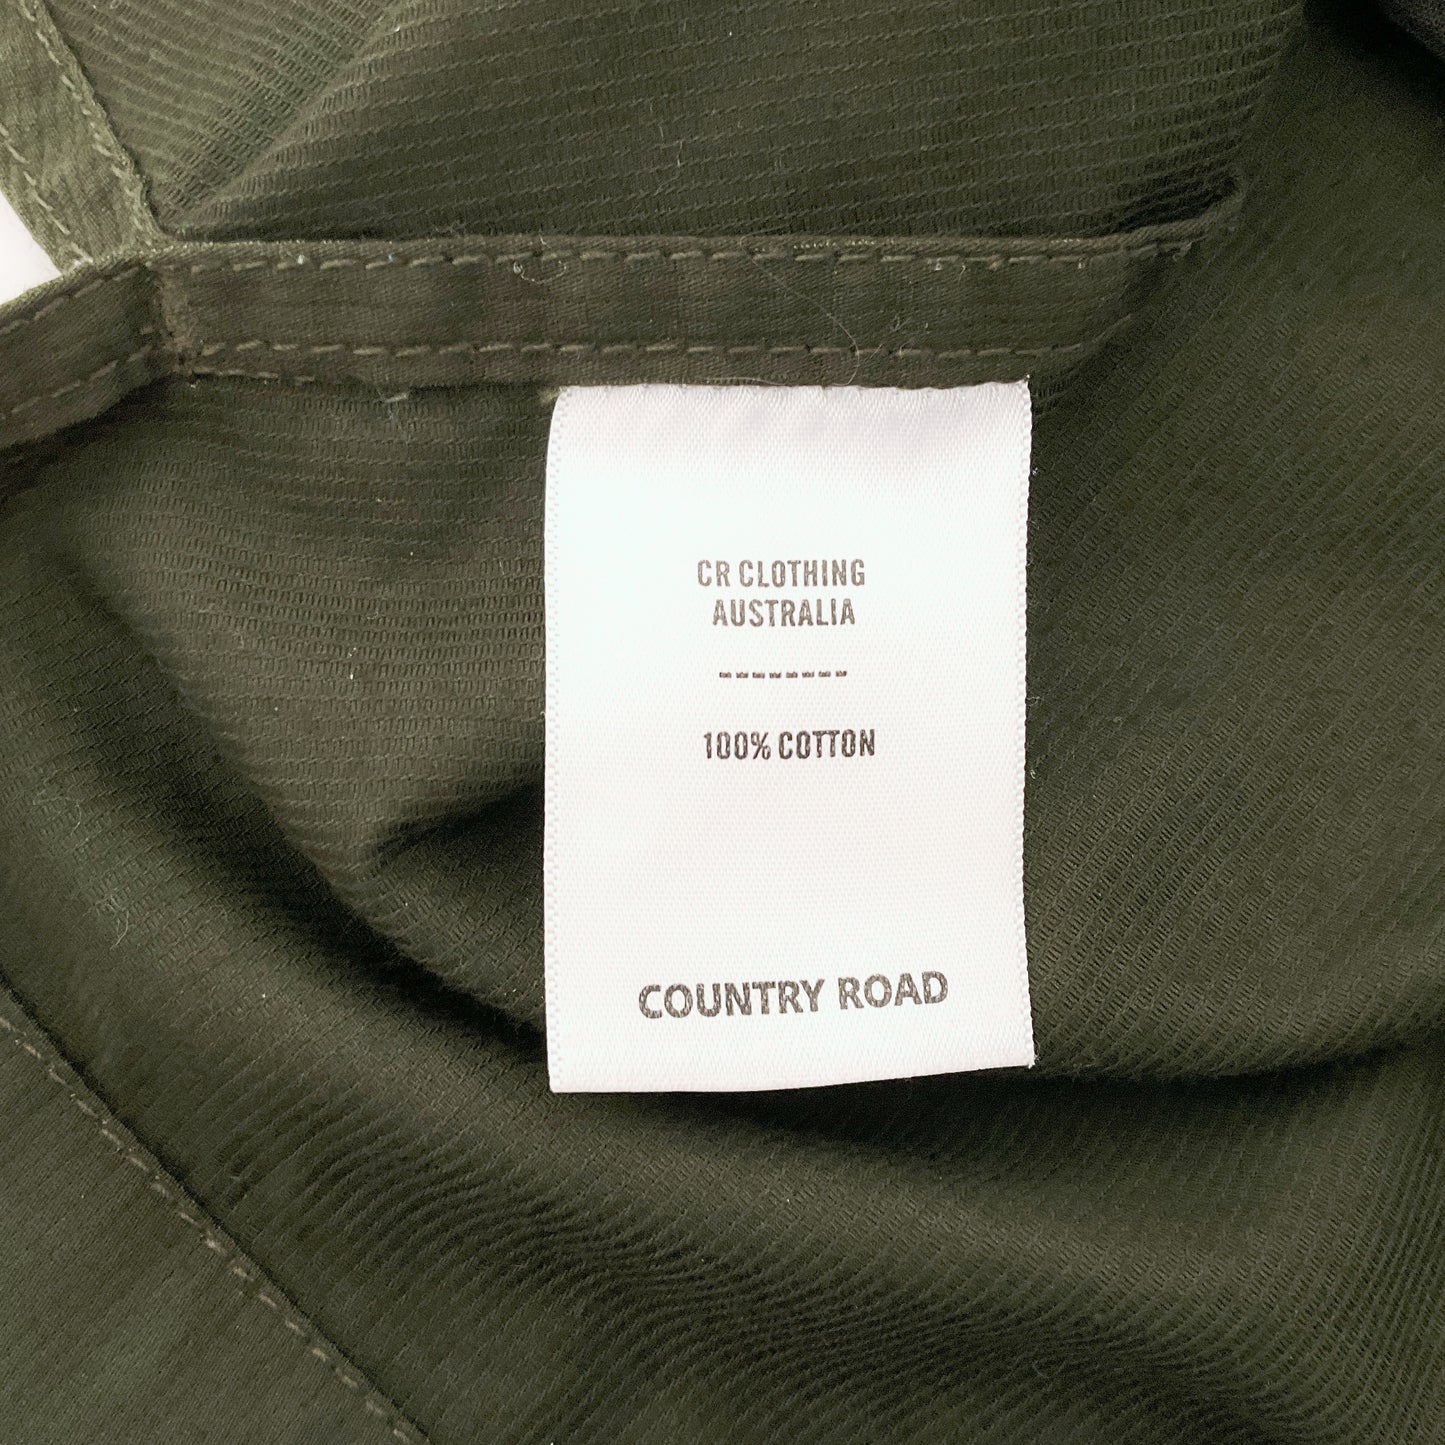 CR CLOTHING
AUSTRALIA
--------
100% COTTON
COUNTRY ROAD